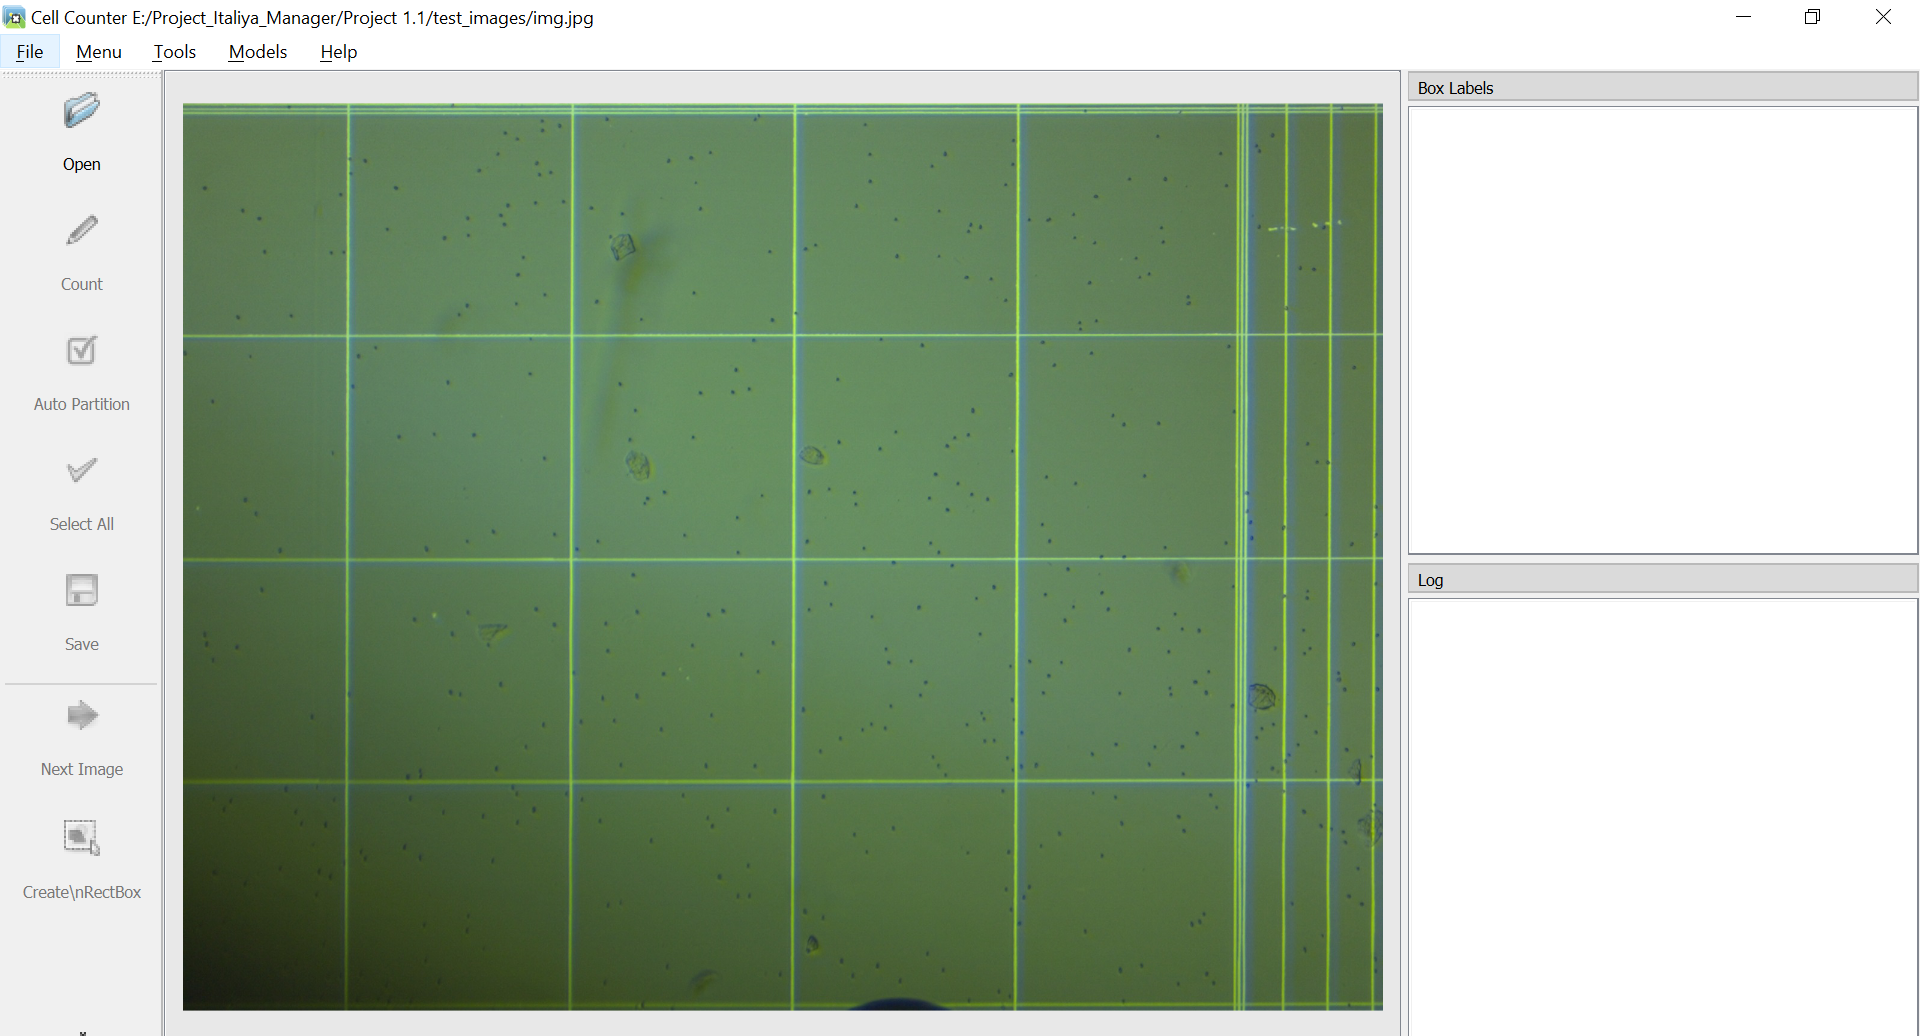 Cell Counter E:/Project_Italiya_Manager/Project 1.1/test_images/img.jpg
File Menu Tools Models Help
Open
Count
Auto Partition
Select All
Save
Next Image
Create\nRectBox
Box Labels
Log